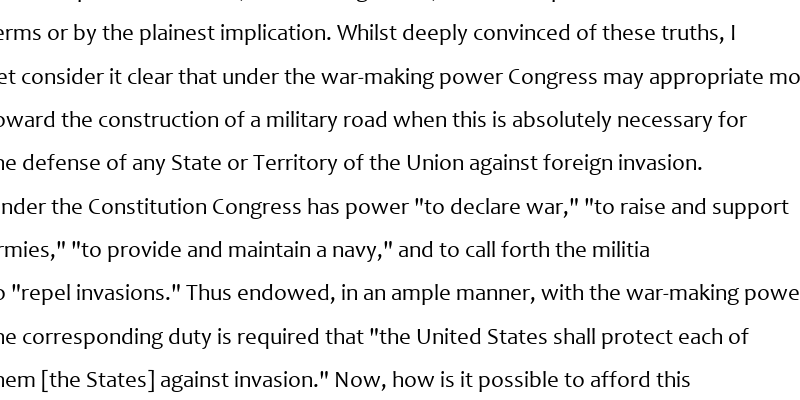 erms or by the plainest implication. Whilst deeply convinced of these truths, I
et consider it clear that under the war-making power Congress may appropriate mo
oward the construction of a military road when this is absolutely necessary for
he defense of any State or Territory of the Union against foreign invasion.
nder the Constitution Congress has power "to declare war," "to raise and support
rmies," "to provide and maintain a navy," and to call forth the militia
o "repel invasions." Thus endowed, in an ample manner, with the war-making powe
he corresponding duty is required that "the United States shall protect each of
hem [the States] against invasion." Now, how is it possible to afford this